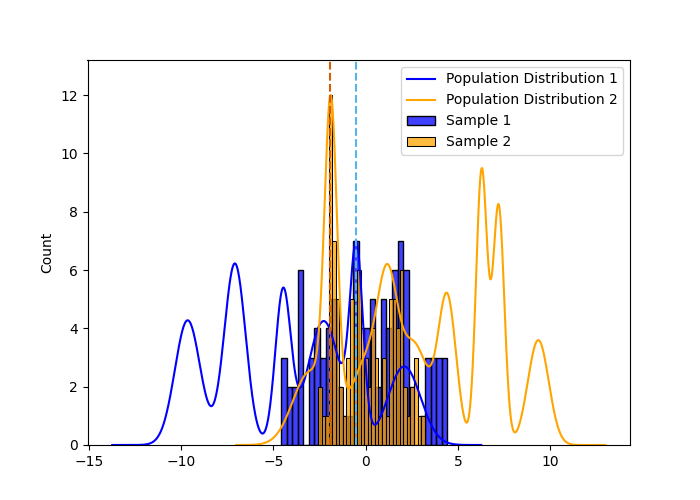 Population Distribution 1
Population Distribution 2
Sample 1
Sample 2
Count
12
10
8
6
4
2
0
−15
−10
−5
0
5
10